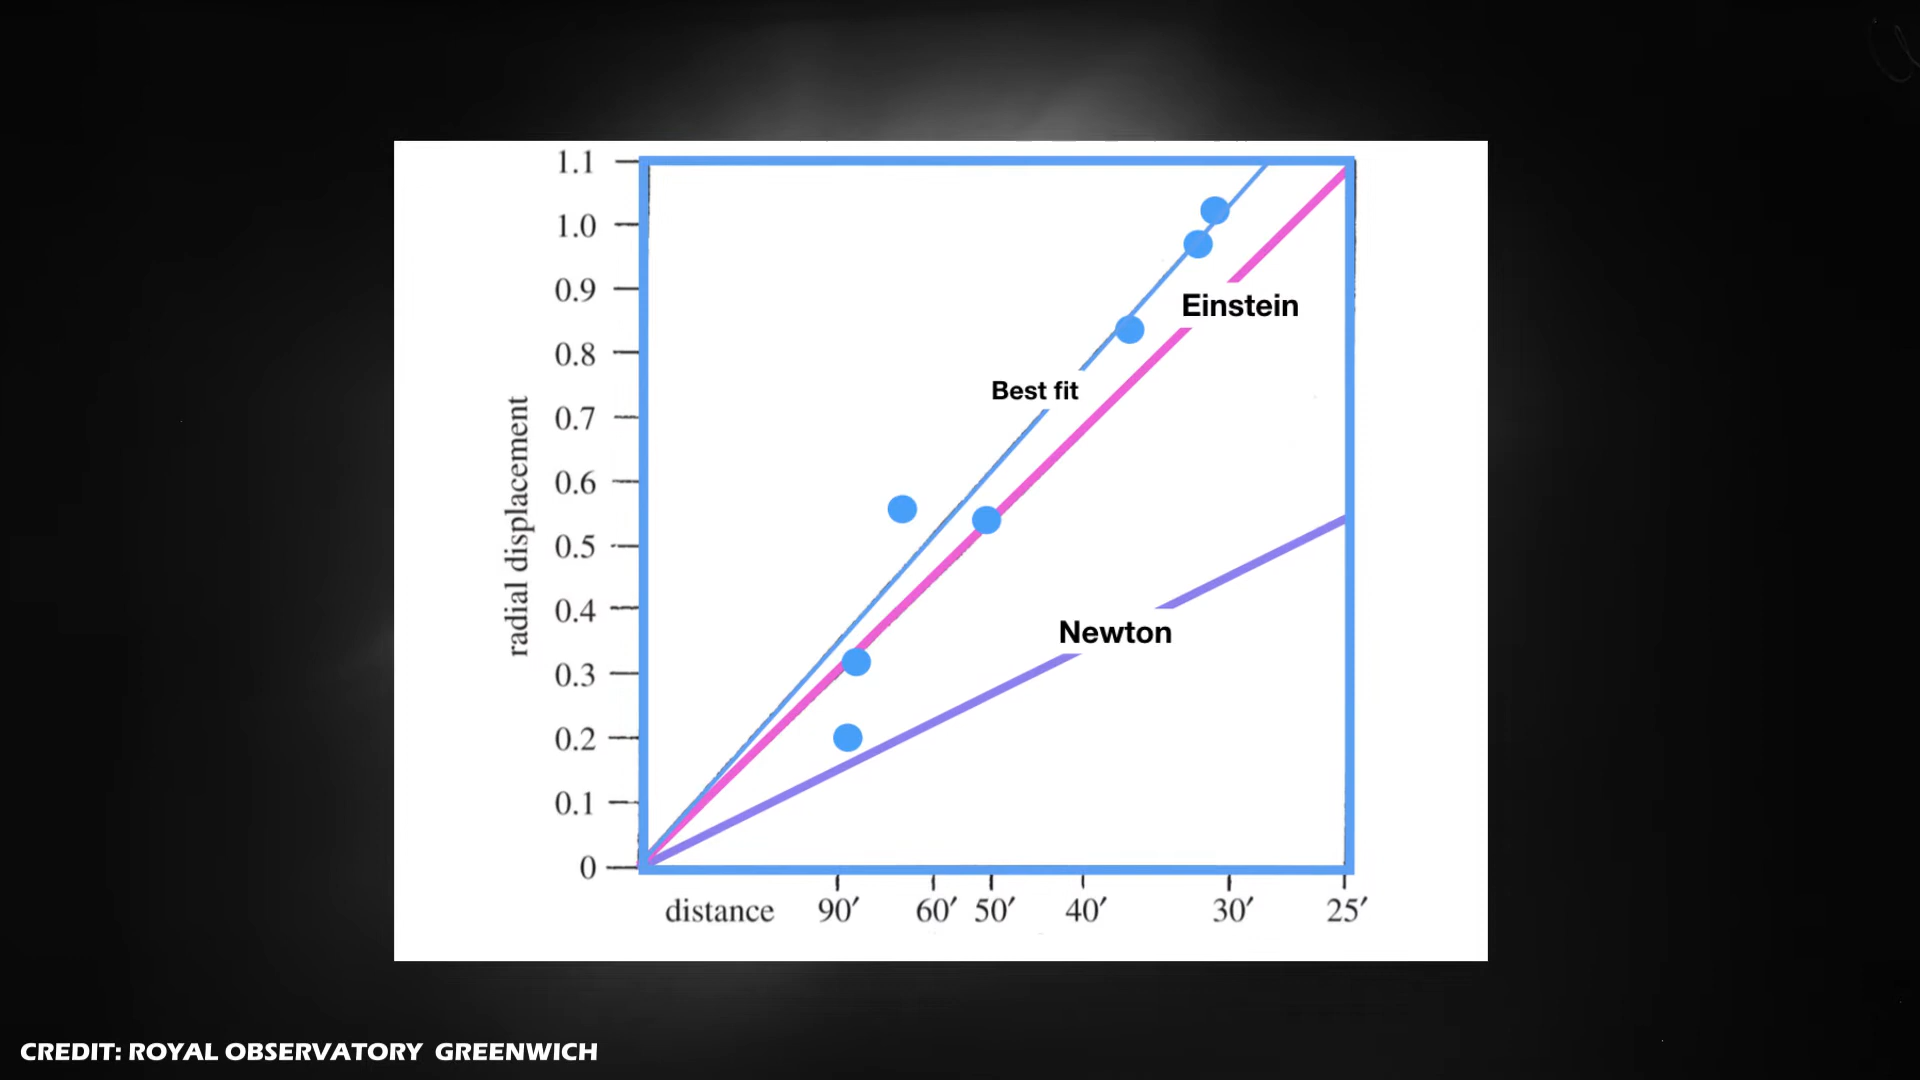 1.1
1.0
0.9
Einstein
0.8
Best fit
0.7
radial displacement
0.6
0.5
0.4
Newton
0.3
0.2
0.1
0
distance 90′ 60′ 50′ 40′ 30′ 25′
CREDIT: ROYAL OBSERVATORY GREENWICH